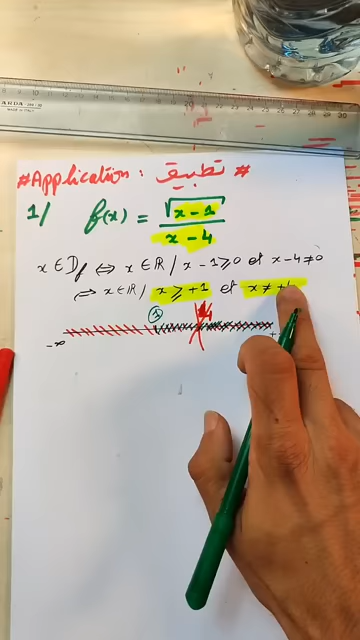 #Application: تطبيق #
1/ f(x) = √(x-1) / (x-4)
x ∈ Df ⇔ x ∈ ℝ / x-1 ⩾ 0 et x-4 ≠ 0
⇔ x ∈ ℝ / x ⩾ +1 et x ≠ +4
1 4
-∞ +